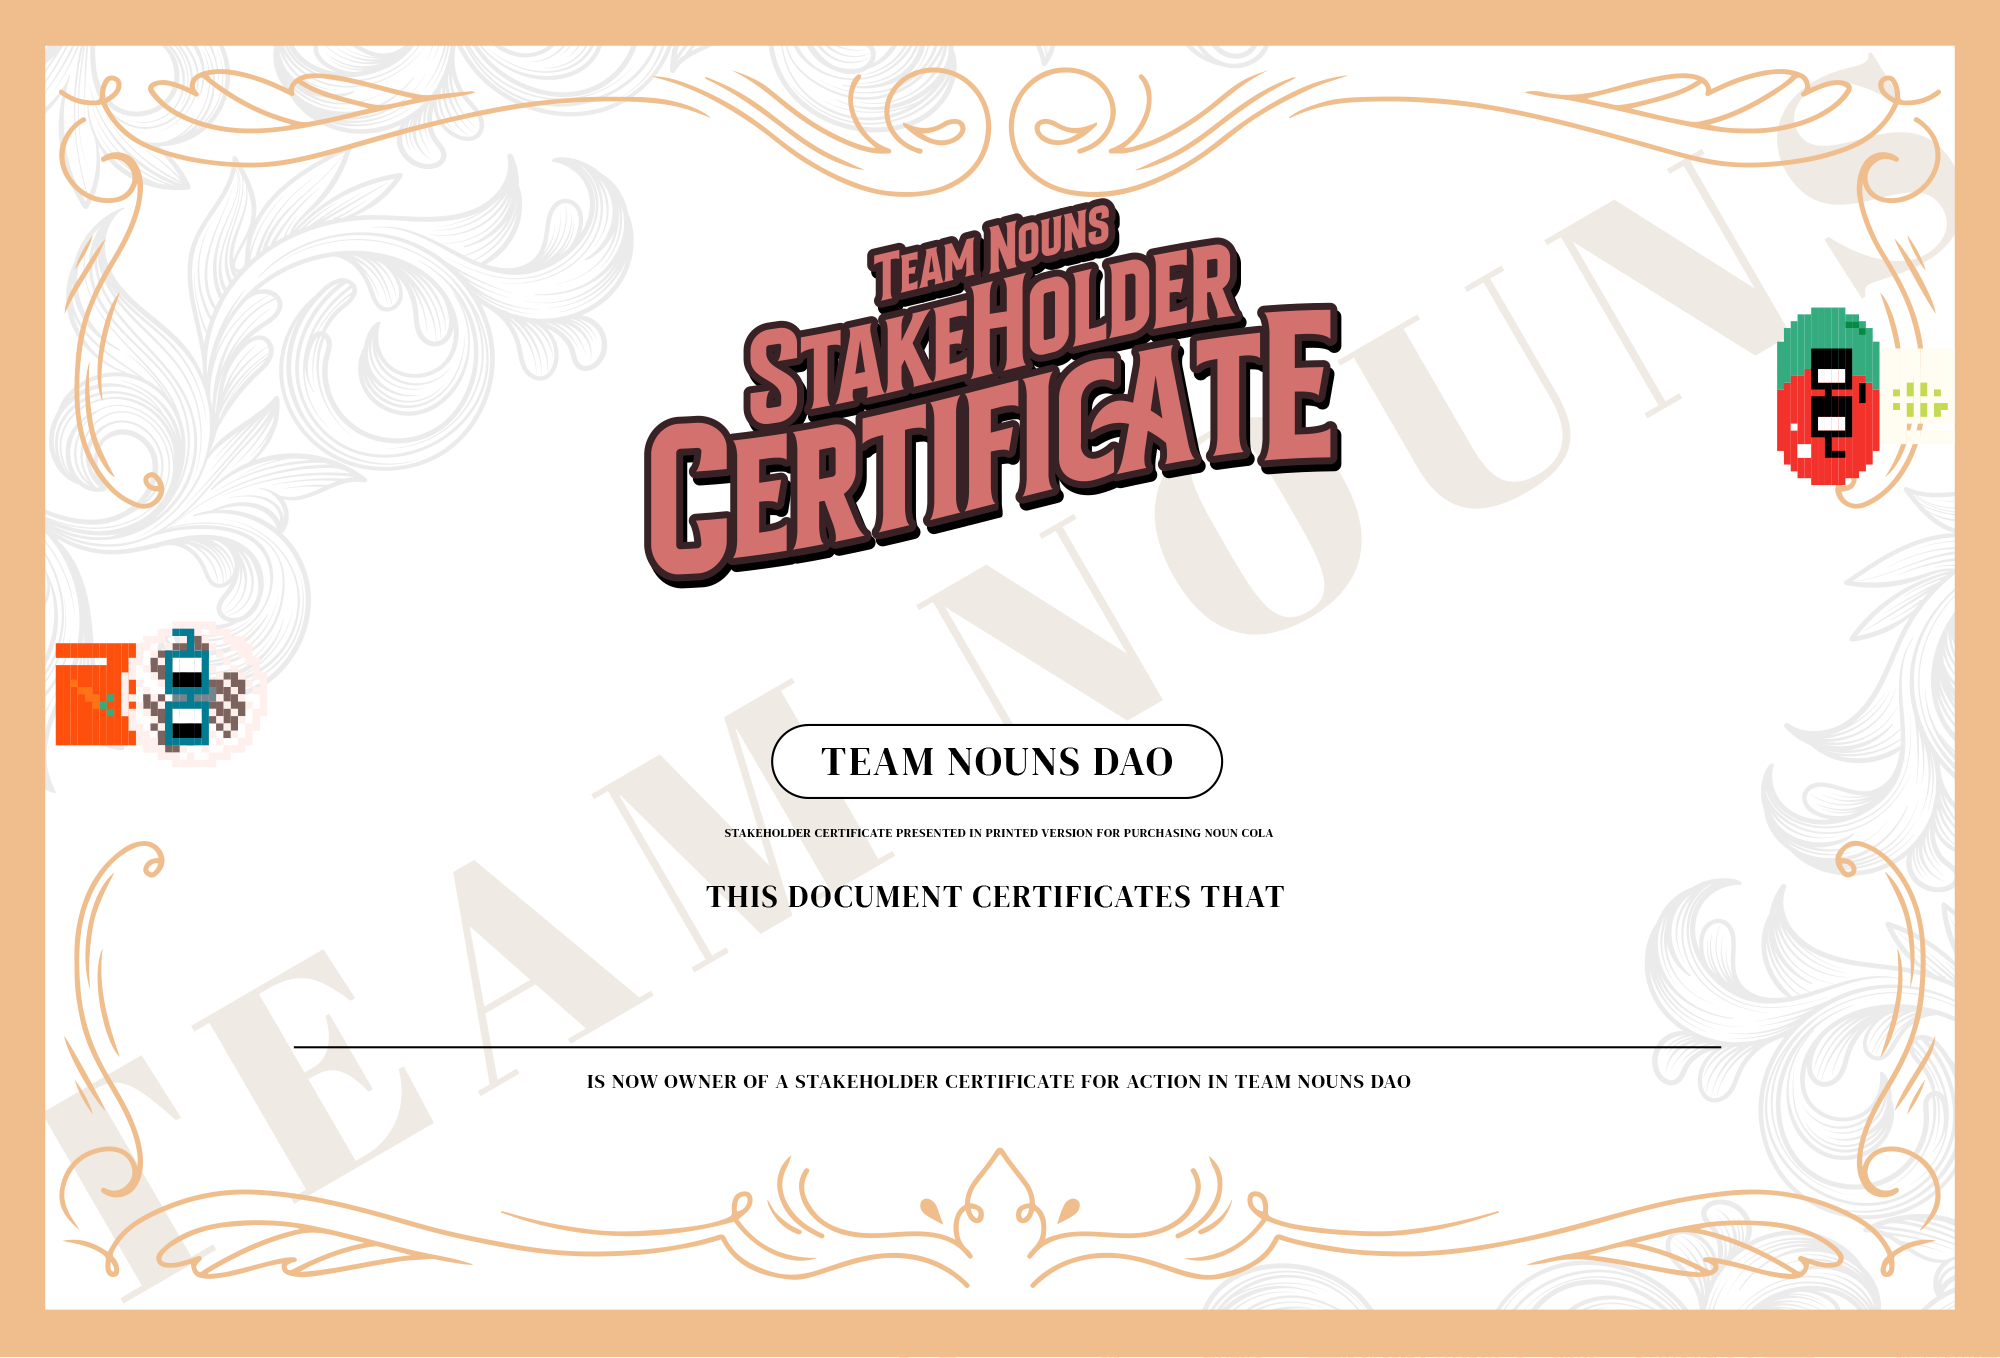 TEAM NOUNS
STAKEHOLDER
CERTIFICATE
TEAM NOUNS
TEAM NOUNS DAO
STAKEHOLDER CERTIFICATE PRESENTED IN PRINTED VERSION FOR PURCHASING NOUN COLA
THIS DOCUMENT CERTIFICATES THAT
IS NOW OWNER OF A STAKEHOLDER CERTIFICATE FOR ACTION IN TEAM NOUNS DAO